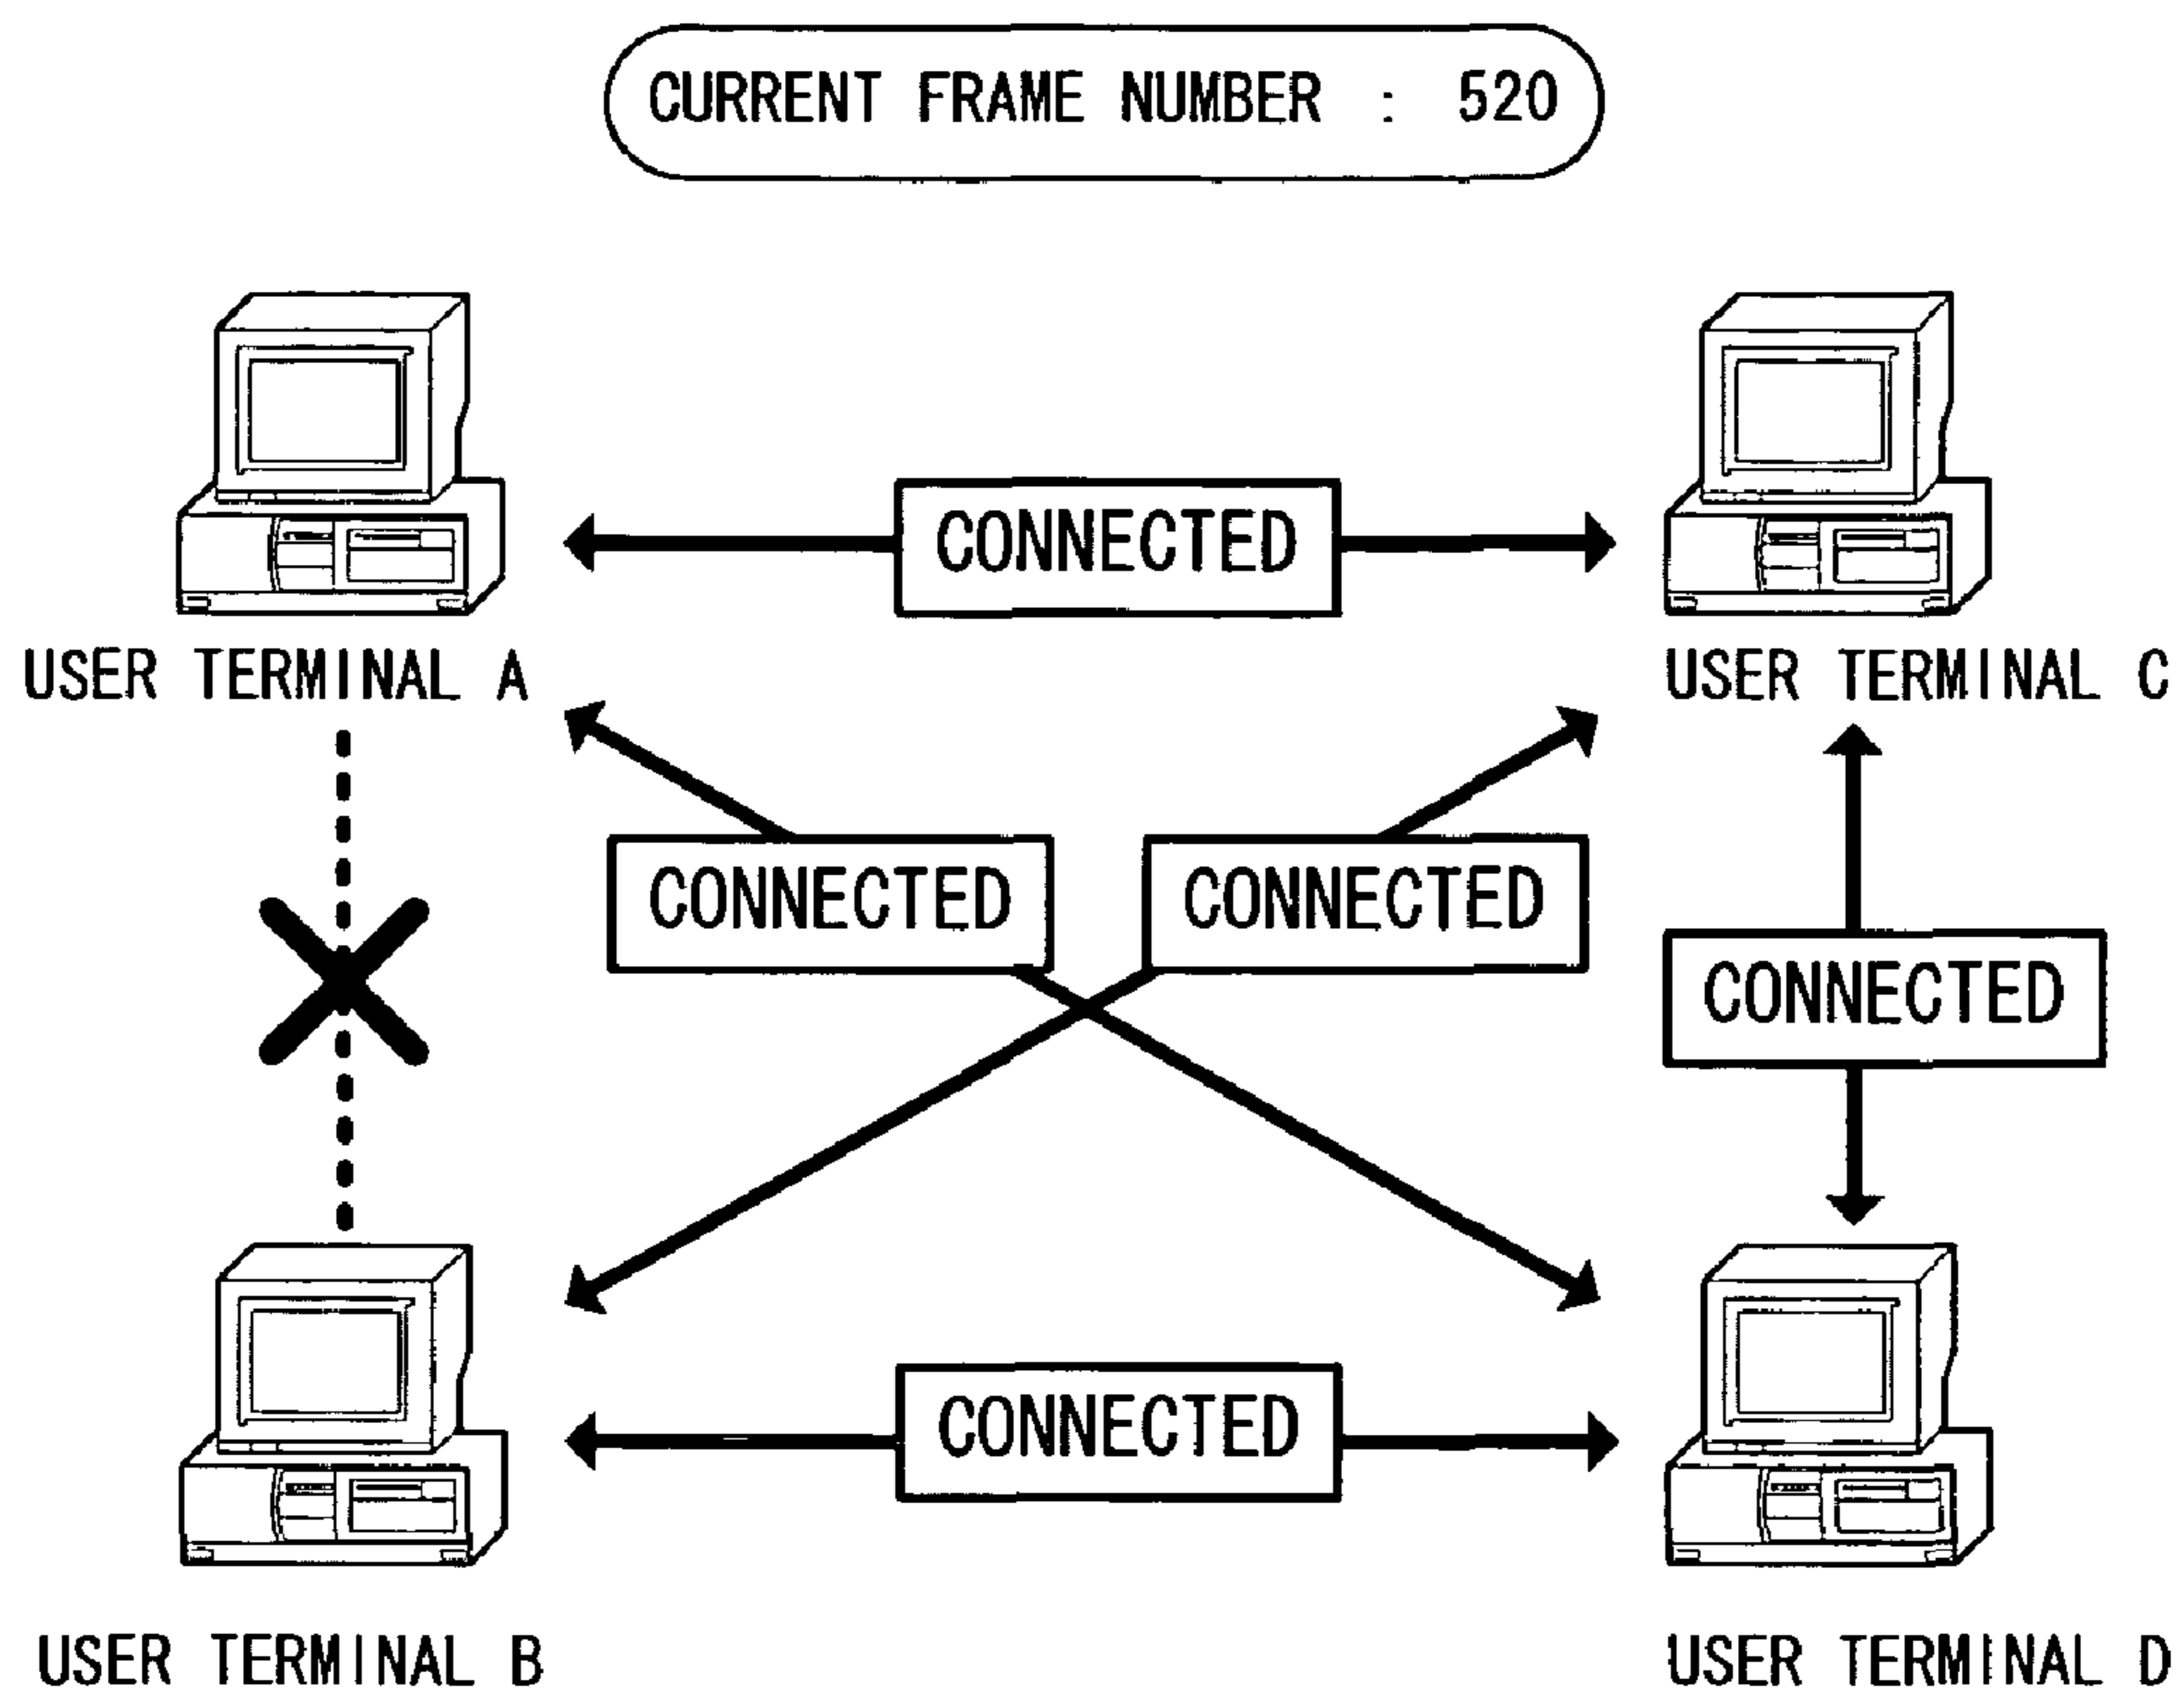 CURRENT FRAME NUMBER : 520
CONNECTED
USER TERMINAL A
USER TERMINAL C
CONNECTED
CONNECTED
CONNECTED
CONNECTED
USER TERMINAL B
USER TERMINAL D